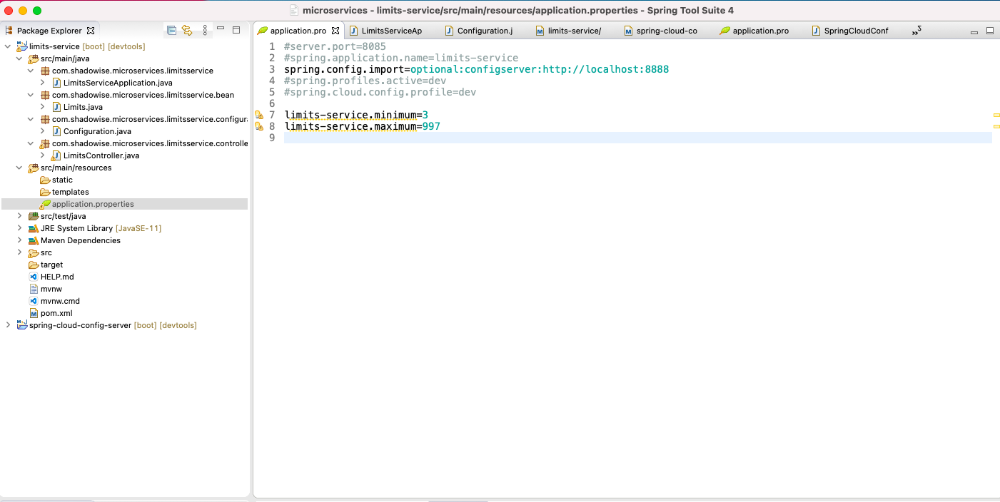 microservices - limits-service/src/main/resources/application.properties - Spring Tool Suite 4
Package Explorer
limits-service [boot] [devtools]
src/main/java
com.shadowise.microservices.limitsservice
LimitsServiceApplication.java
com.shadowise.microservices.limitsservice.bean
Limits.java
com.shadowise.microservices.limitsservice.configura
Configuration.java
com.shadowise.microservices.limitsservice.controlle
LimitsController.java
src/main/resources
static
templates
application.properties
src/test/java
JRE System Library [JavaSE-11]
Maven Dependencies
src
target
HELP.md
mvnw
mvnw.cmd
pom.xml
spring-cloud-config-server [boot] [devtools]
application.pro LimitsServiceAp Configuration.j limits-service/ spring-cloud-co application.pro SpringCloudConf »5
1 #server.port=8085
2 #spring.application.name=limits-service
3 spring.config.import=optional:configserver:http://localhost:8888
4 #spring.profiles.active=dev
5 #spring.cloud.config.profile=dev
6
7 limits-service.minimum=3
8 limits-service.maximum=997
9